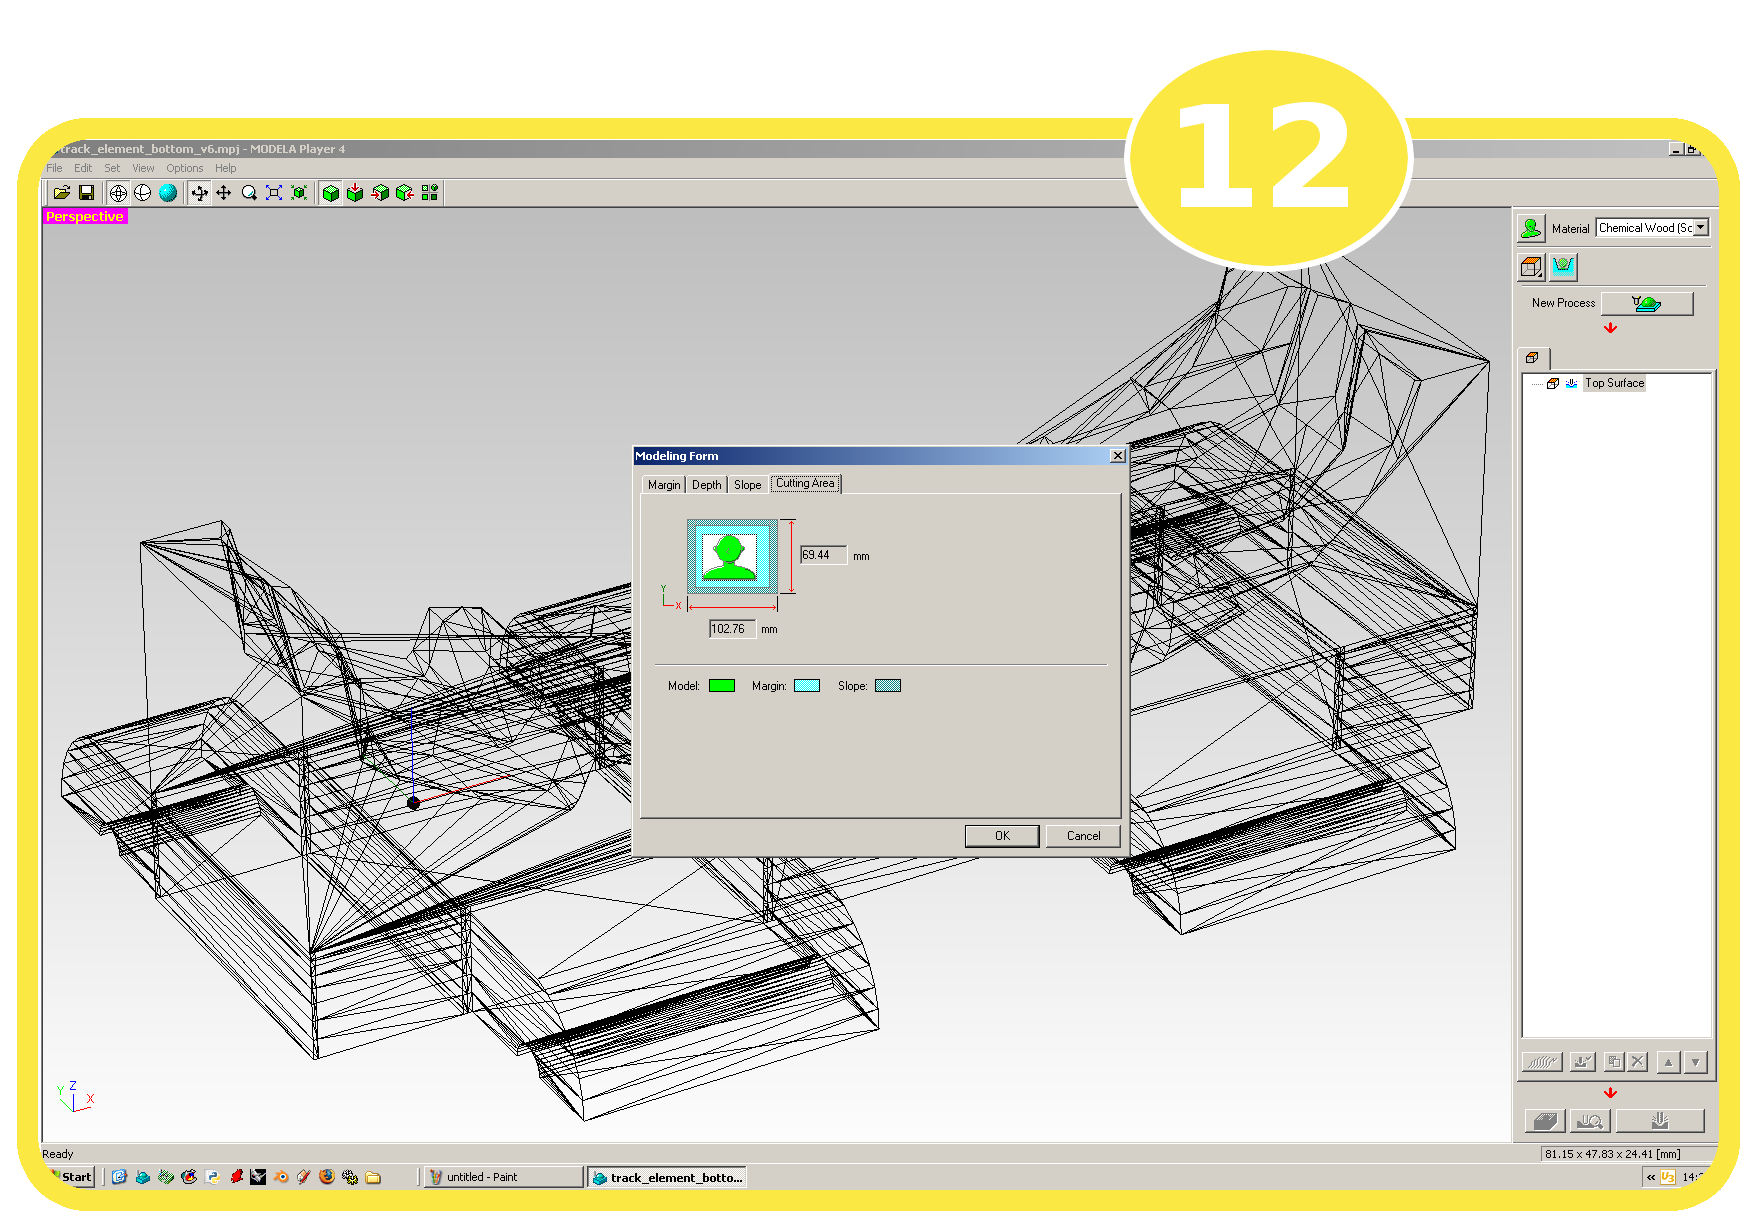 12
track_element_bottom_v6.mpj - MODELA Player 4
File Edit Set View Options Help
Perspective
Material Chemical Wood (Sc
New Process
Top Surface
Modeling Form
Margin Depth Slope Cutting Area
69.44 mm
Y
X
102.76 mm
Model: Margin: Slope:
OK Cancel
Y Z X
Ready
81.15 x 47.83 x 24.41 [mm]
Start untitled - Paint track_element_botto... « U3